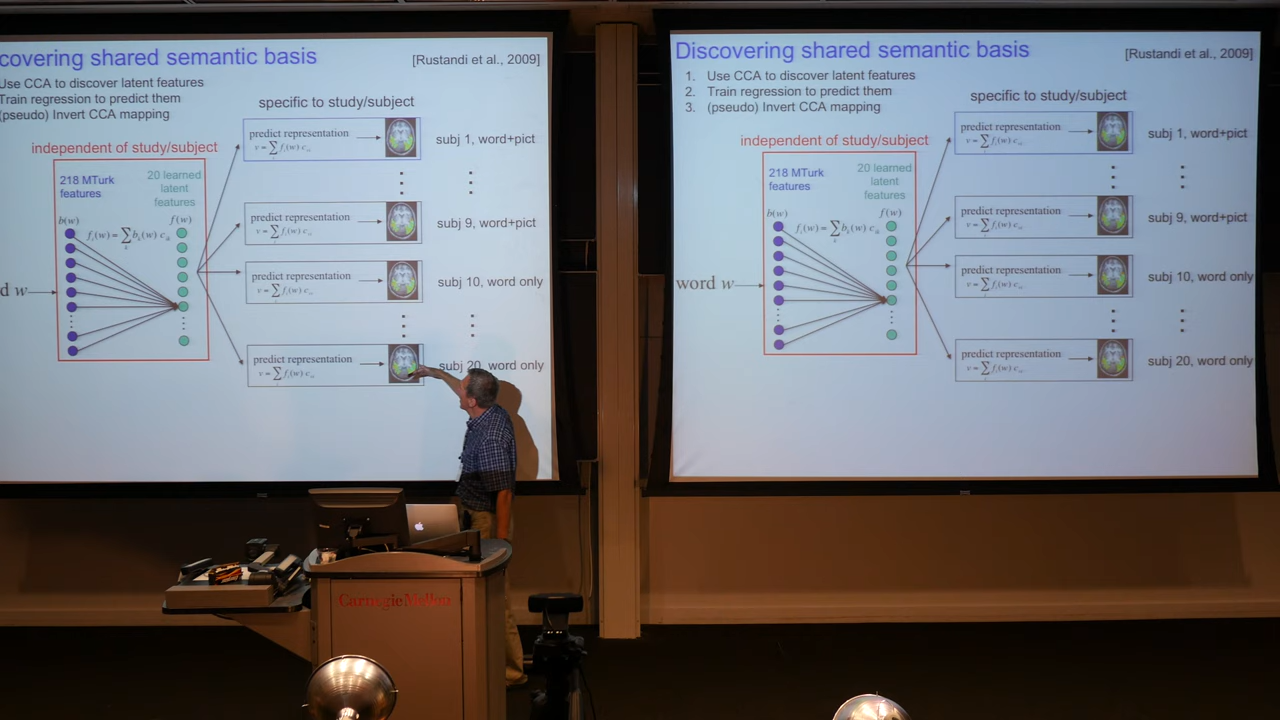 covering shared semantic basis
[Rustandi et al., 2009]
Use CCA to discover latent features
Train regression to predict them
(pseudo) Invert CCA mapping
specific to study/subject
independent of study/subject
218 MTurk
features
20 learned
latent
features
b(w)
f(w)
d w
predict representation
subj 1, word+pict
predict representation
subj 9, word+pict
predict representation
subj 10, word only
predict representation
subj 20, word only
Discovering shared semantic basis
[Rustandi et al., 2009]
1. Use CCA to discover latent features
2. Train regression to predict them
3. (pseudo) Invert CCA mapping
specific to study/subject
independent of study/subject
218 MTurk
features
20 learned
latent
features
b(w)
f(w)
word w
predict representation
subj 1, word+pict
predict representation
subj 9, word+pict
predict representation
subj 10, word only
predict representation
subj 20, word only
Carnegie Mellon